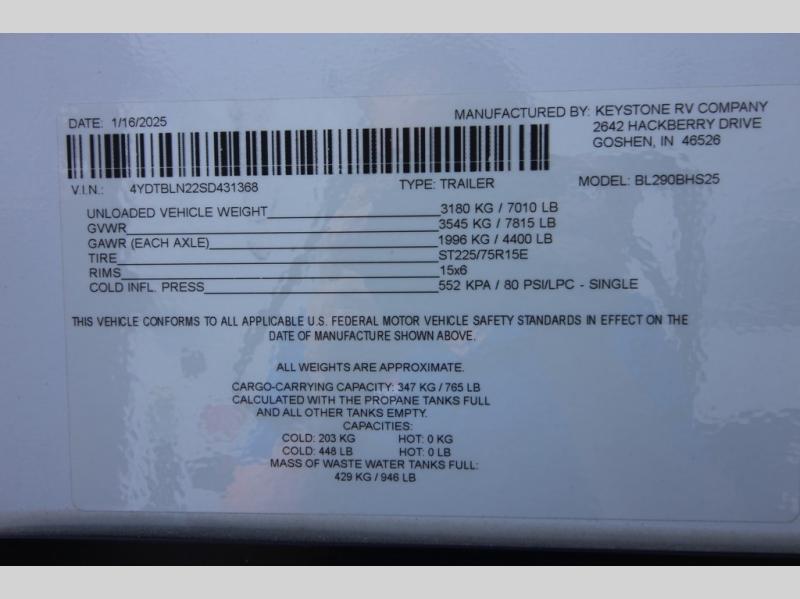 DATE: 1/16/2025 MANUFACTURED BY: KEYSTONE RV COMPANY
2642 HACKBERRY DRIVE
GOSHEN, IN 46526
V.I.N.: 4YDTBLN22SD431368 TYPE: TRAILER MODEL: BL290BHS25
UNLOADED VEHICLE WEIGHT 3180 KG / 7010 LB
GVWR 3545 KG / 7815 LB
GAWR (EACH AXLE) 1996 KG / 4400 LB
TIRE ST225/75R15E
RIMS 15x6
COLD INFL. PRESS 552 KPA / 80 PSI/LPC - SINGLE
THIS VEHICLE CONFORMS TO ALL APPLICABLE U.S. FEDERAL MOTOR VEHICLE SAFETY STANDARDS IN EFFECT ON THE
DATE OF MANUFACTURE SHOWN ABOVE.
ALL WEIGHTS ARE APPROXIMATE.
CARGO-CARRYING CAPACITY: 347 KG / 765 LB
CALCULATED WITH THE PROPANE TANKS FULL
AND ALL OTHER TANKS EMPTY.
CAPACITIES:
COLD: 203 KG HOT: 0 KG
COLD: 448 LB HOT: 0 LB
MASS OF WASTE WATER TANKS FULL:
429 KG / 946 LB